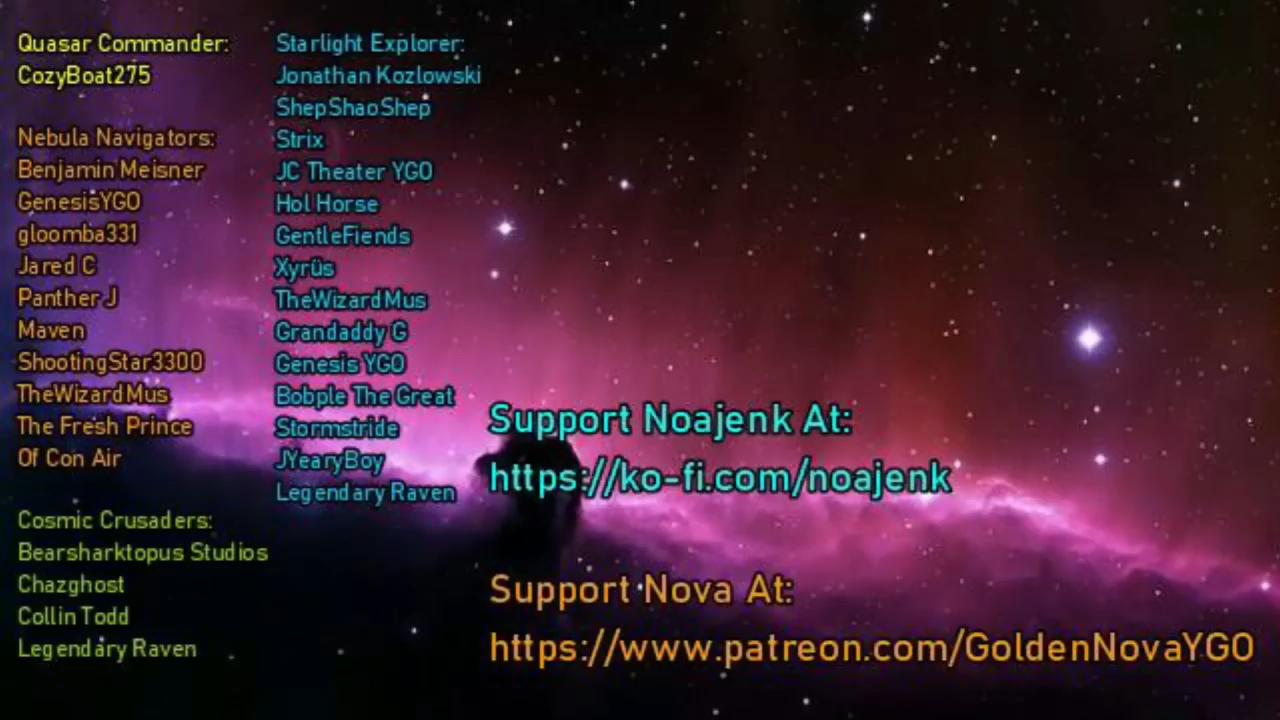 Quasar Commander:
CozyBoat275
Nebula Navigators:
Benjamin Meisner
GenesisYGO
gloomba331
Jared C
Panther J
Maven
ShootingStar3300
TheWizardMus
The Fresh Prince
Of Con Air
Cosmic Crusaders:
Bearsharktopus Studios
Chazghost
Collin Todd
Legendary Raven
Starlight Explorer:
Jonathan Kozlowski
ShepShaoShep
Strix
JC Theater YGO
Hol Horse
GentleFiends
Xyrüs
TheWizardMus
Grandaddy G
Genesis YGO
Bobple The Great
Stormstride
JYearyBoy
Legendary Raven
Support Noajenk At:
https://ko-fi.com/noajenk
Support Nova At:
https://www.patreon.com/GoldenNovaYGO